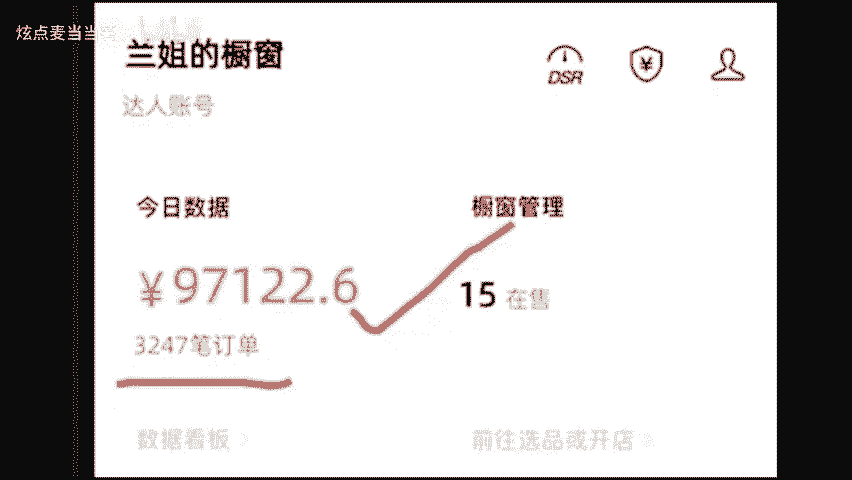 炫点麦当当
兰姐的橱窗
DSR
达人账号
今日数据
橱窗管理
¥97122.6
15 在售
3247笔订单
数据看板
前往选品或开店